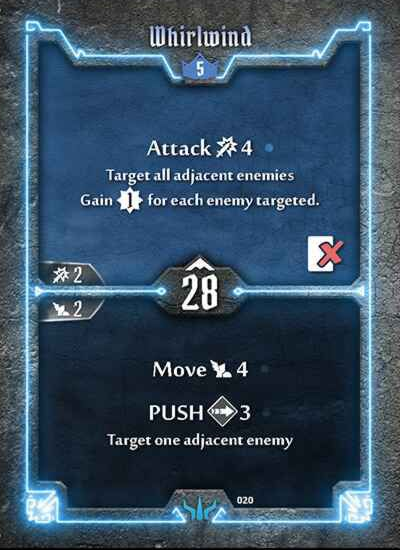 Whirlwind
5
Attack 4
Target all adjacent enemies
Gain 1 for each enemy targeted.
2
28
2
Move 4
PUSH 3
Target one adjacent enemy
020